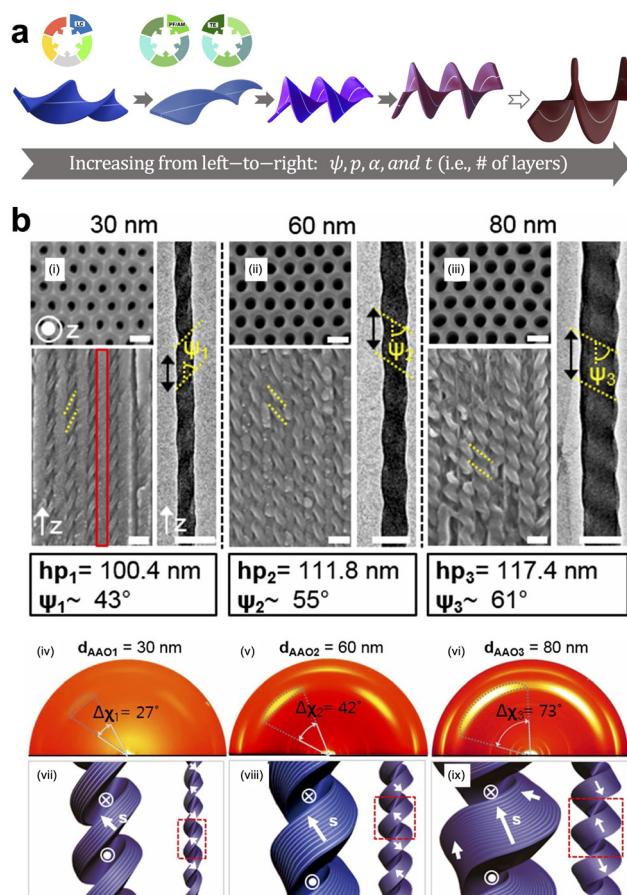 a
LC
PF/AM
TE
Increasing from left–to–right: ψ, p, α, and t (i.e., # of layers)
b
30 nm
60 nm
80 nm
(i)
(ii)
(iii)
Z
ψ1
ψ2
ψ3
Z
Z
hp1= 100.4 nm
ψ1~ 43°
hp2= 111.8 nm
ψ2~ 55°
hp3= 117.4 nm
ψ3~ 61°
(iv)
dAAO1 = 30 nm
(v)
dAAO2 = 60 nm
(vi)
dAAO3 = 80 nm
Δχ1= 27°
Δχ2= 42°
Δχ3= 73°
(vii)
(viii)
(ix)
s
s
s